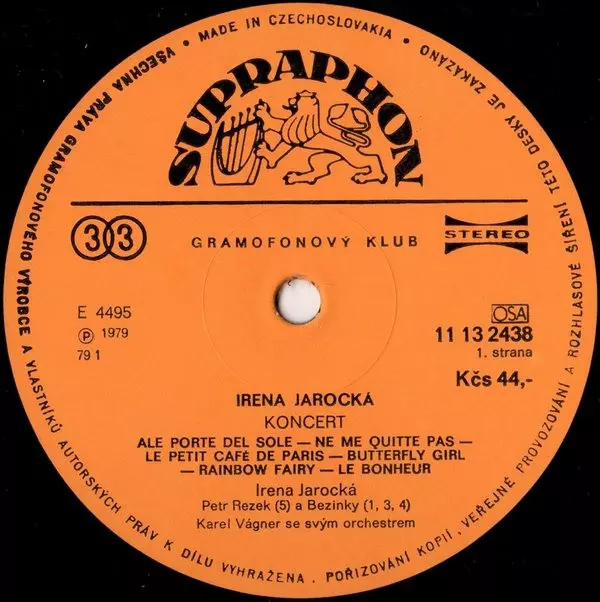 MADE IN CZECHOSLOVAKIA • VŠECHNA PRÁVA GRAMOFONOVÉHO VÝROBCE A VLASTNÍKŮ AUTORSKÝCH PRÁV K DÍLU VYHRAŽENA. POŘIZOVÁNÍ KOPIÍ, VEŘEJNÉ PROVOZOVÁNÍ A ROZHLASOVÉ ŠÍŘENÍ TÉTO DESKY JE ZAKÁZÁNO •
SUPRAPHON
33
GRAMOFONOVÝ KLUB
STEREO
E 4495
Ⓟ 1979
79 1
OSA
11 13 2438
1. strana
Kčs 44,-
IRENA JAROCKÁ
KONCERT
ALE PORTE DEL SOLE — NE ME QUITTE PAS —
LE PETIT CAFÉ DE PARIS — BUTTERFLY GIRL
— RAINBOW FAIRY — LE BONHEUR
Irena Jarocká
Petr Rezek (5) a Bezinky (1, 3, 4)
Karel Vágner se svým orchestrem